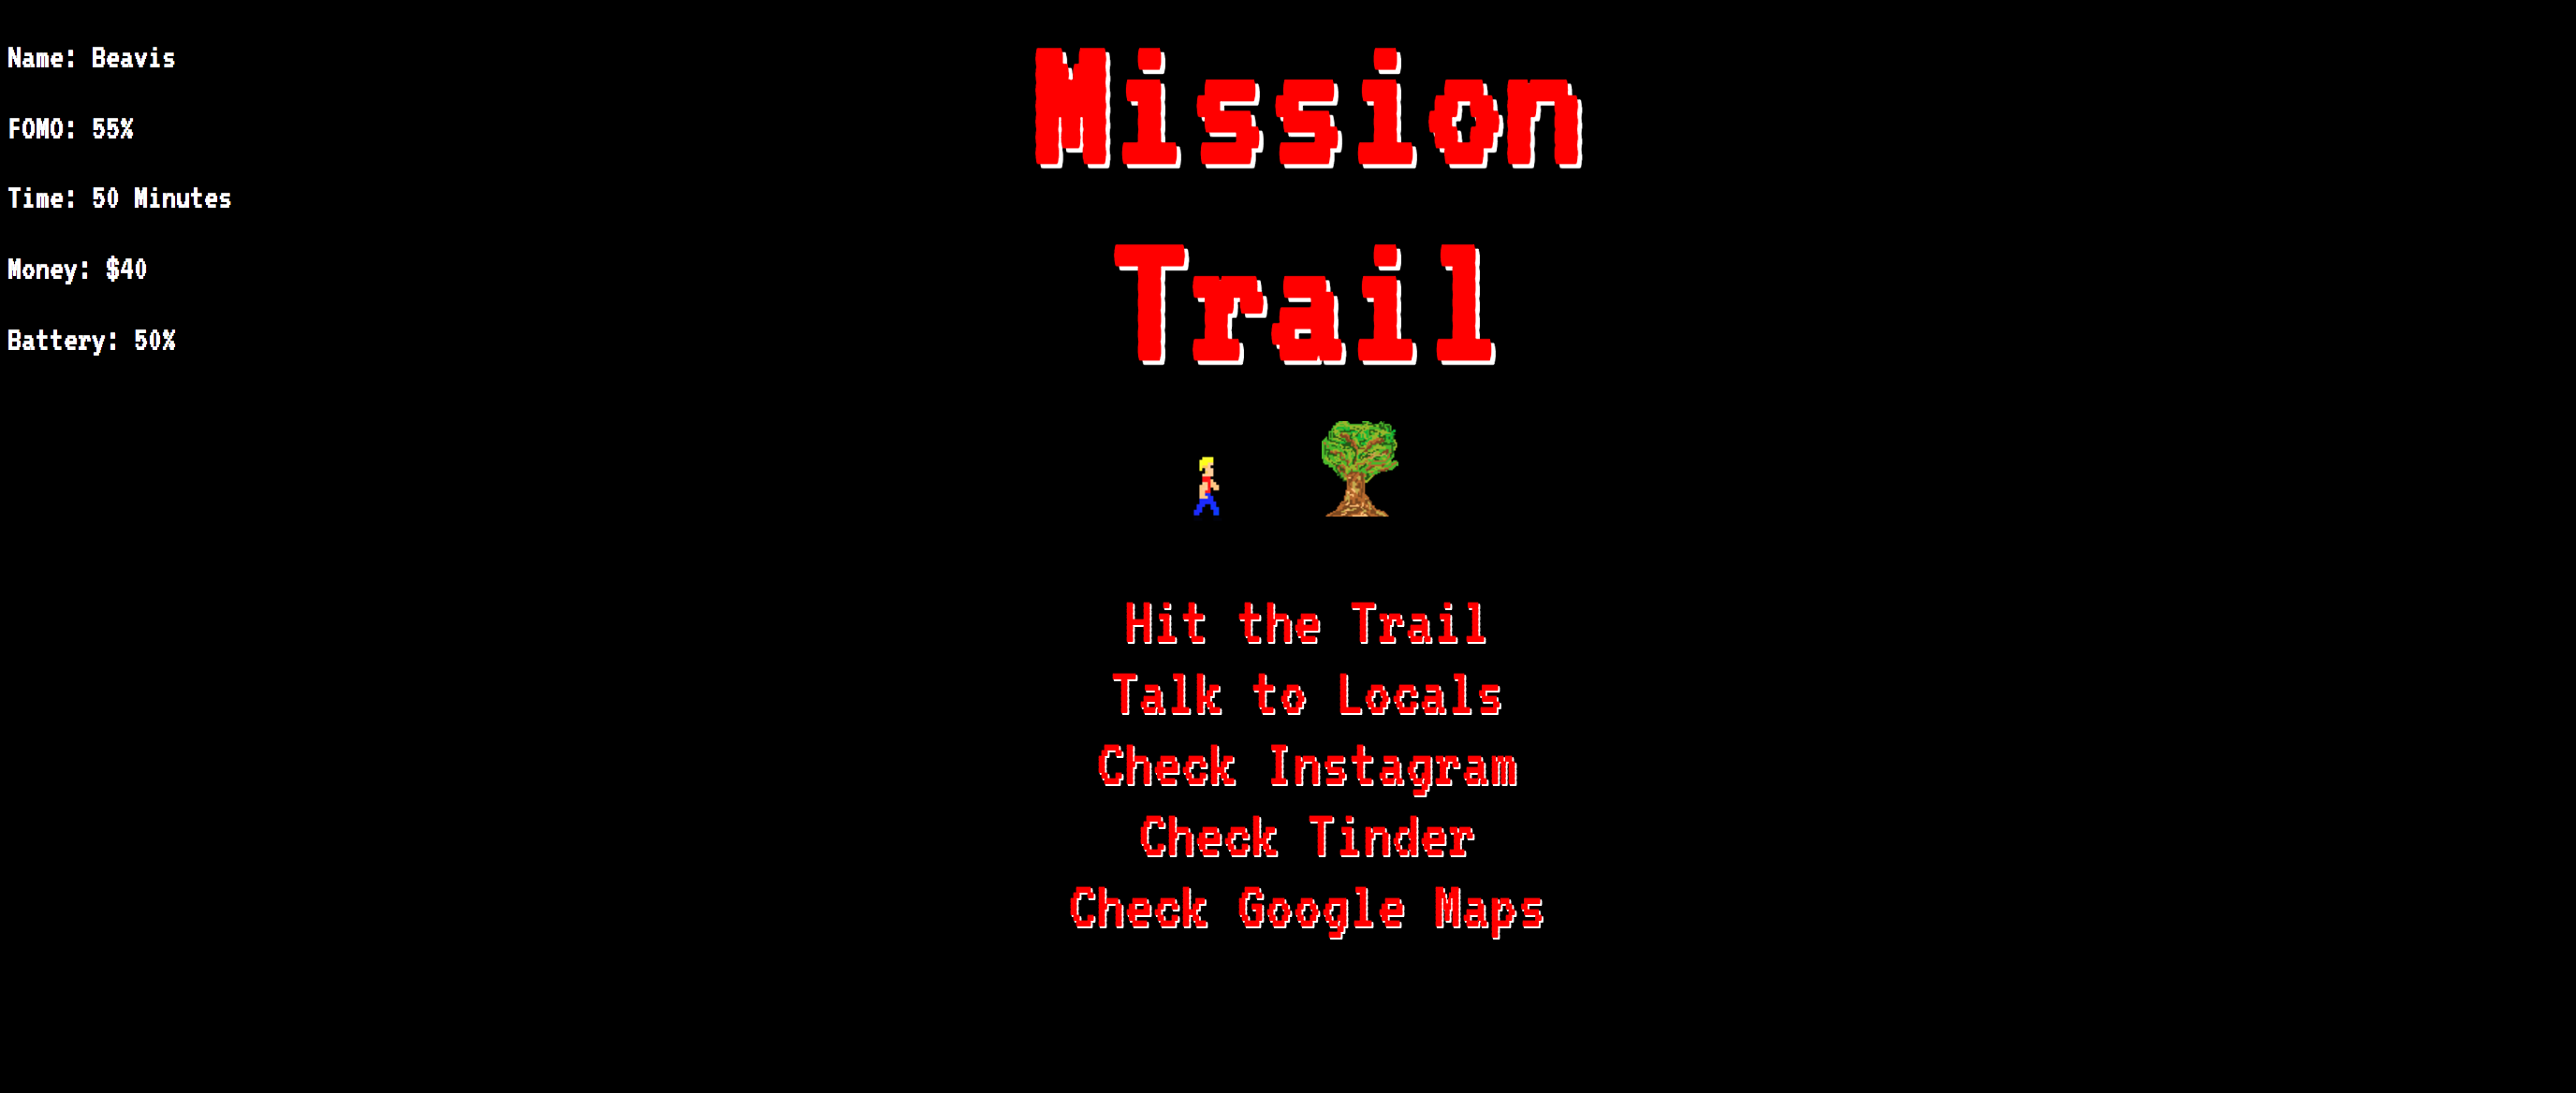 Name: Beavis
FOMO: 55%
Time: 50 Minutes
Money: $40
Battery: 50%
Mission
Trail
Hit the Trail
Talk to Locals
Check Instagram
Check Tinder
Check Google Maps